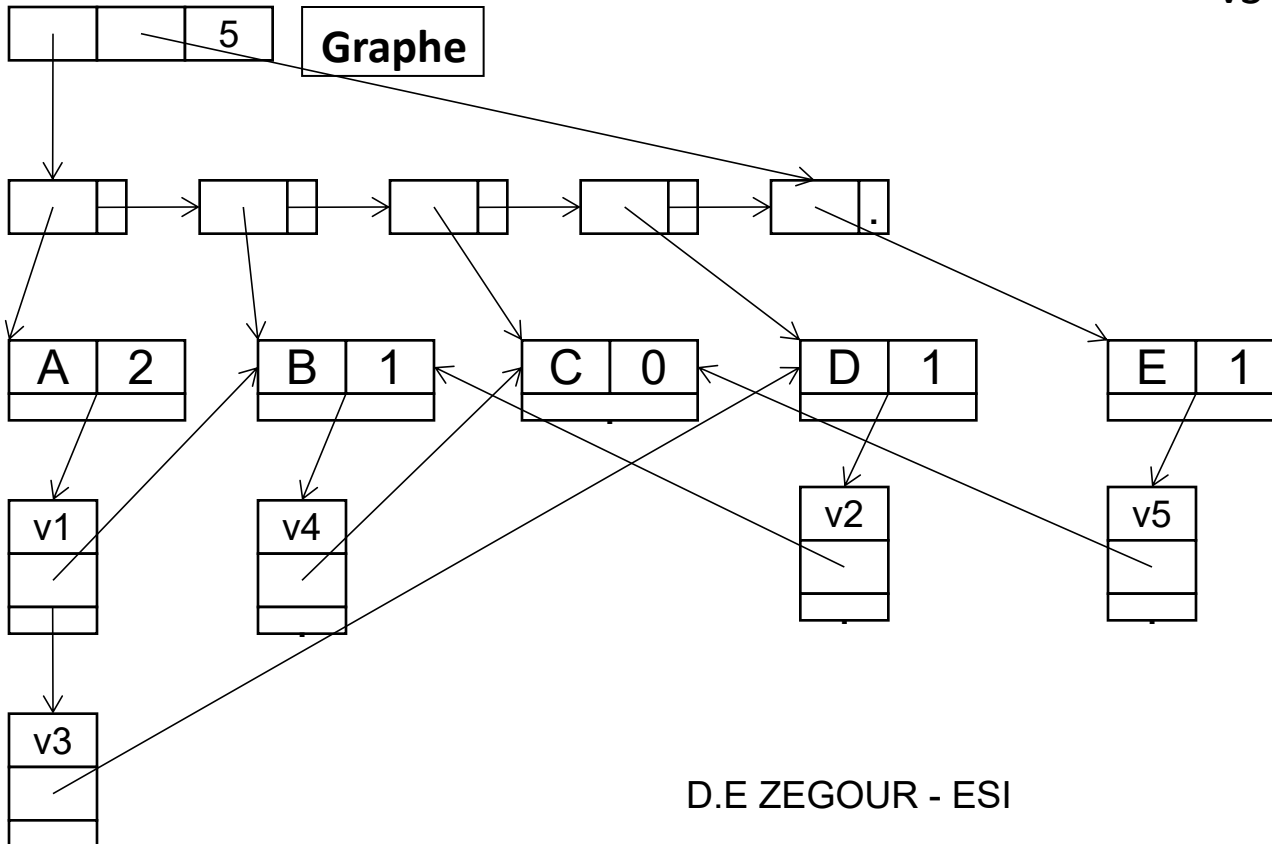 5
Graphe
.
A 2 B 1 C 0 D 1 E 1
.
v1 v4 v2 v5
. . .
v3
D.E ZEGOUR - ESI